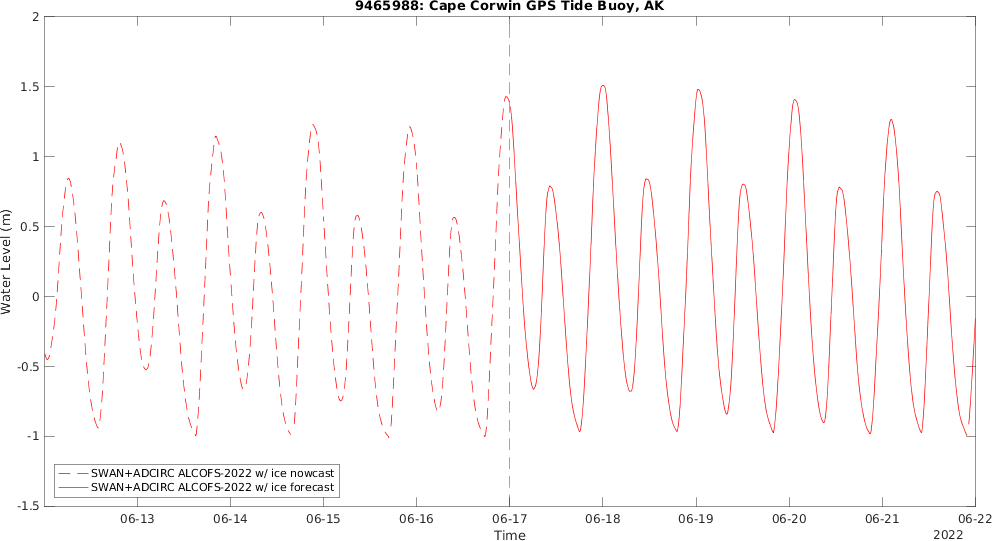 9465988: Cape Corwin GPS Tide Buoy, AK
2
1.5
1
0.5
0
-0.5
-1
-1.5
Water Level (m)
SWAN+ADCIRC ALCOFS-2022 w/ ice nowcast
SWAN+ADCIRC ALCOFS-2022 w/ ice forecast
06-13 06-14 06-15 06-16 06-17 06-18 06-19 06-20 06-21 06-22
Time
2022